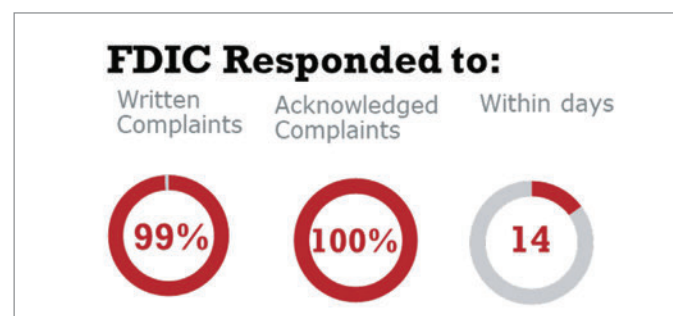 FDIC Responded to:
Written
Complaints
Acknowledged
Complaints
Within days
99%
100%
14